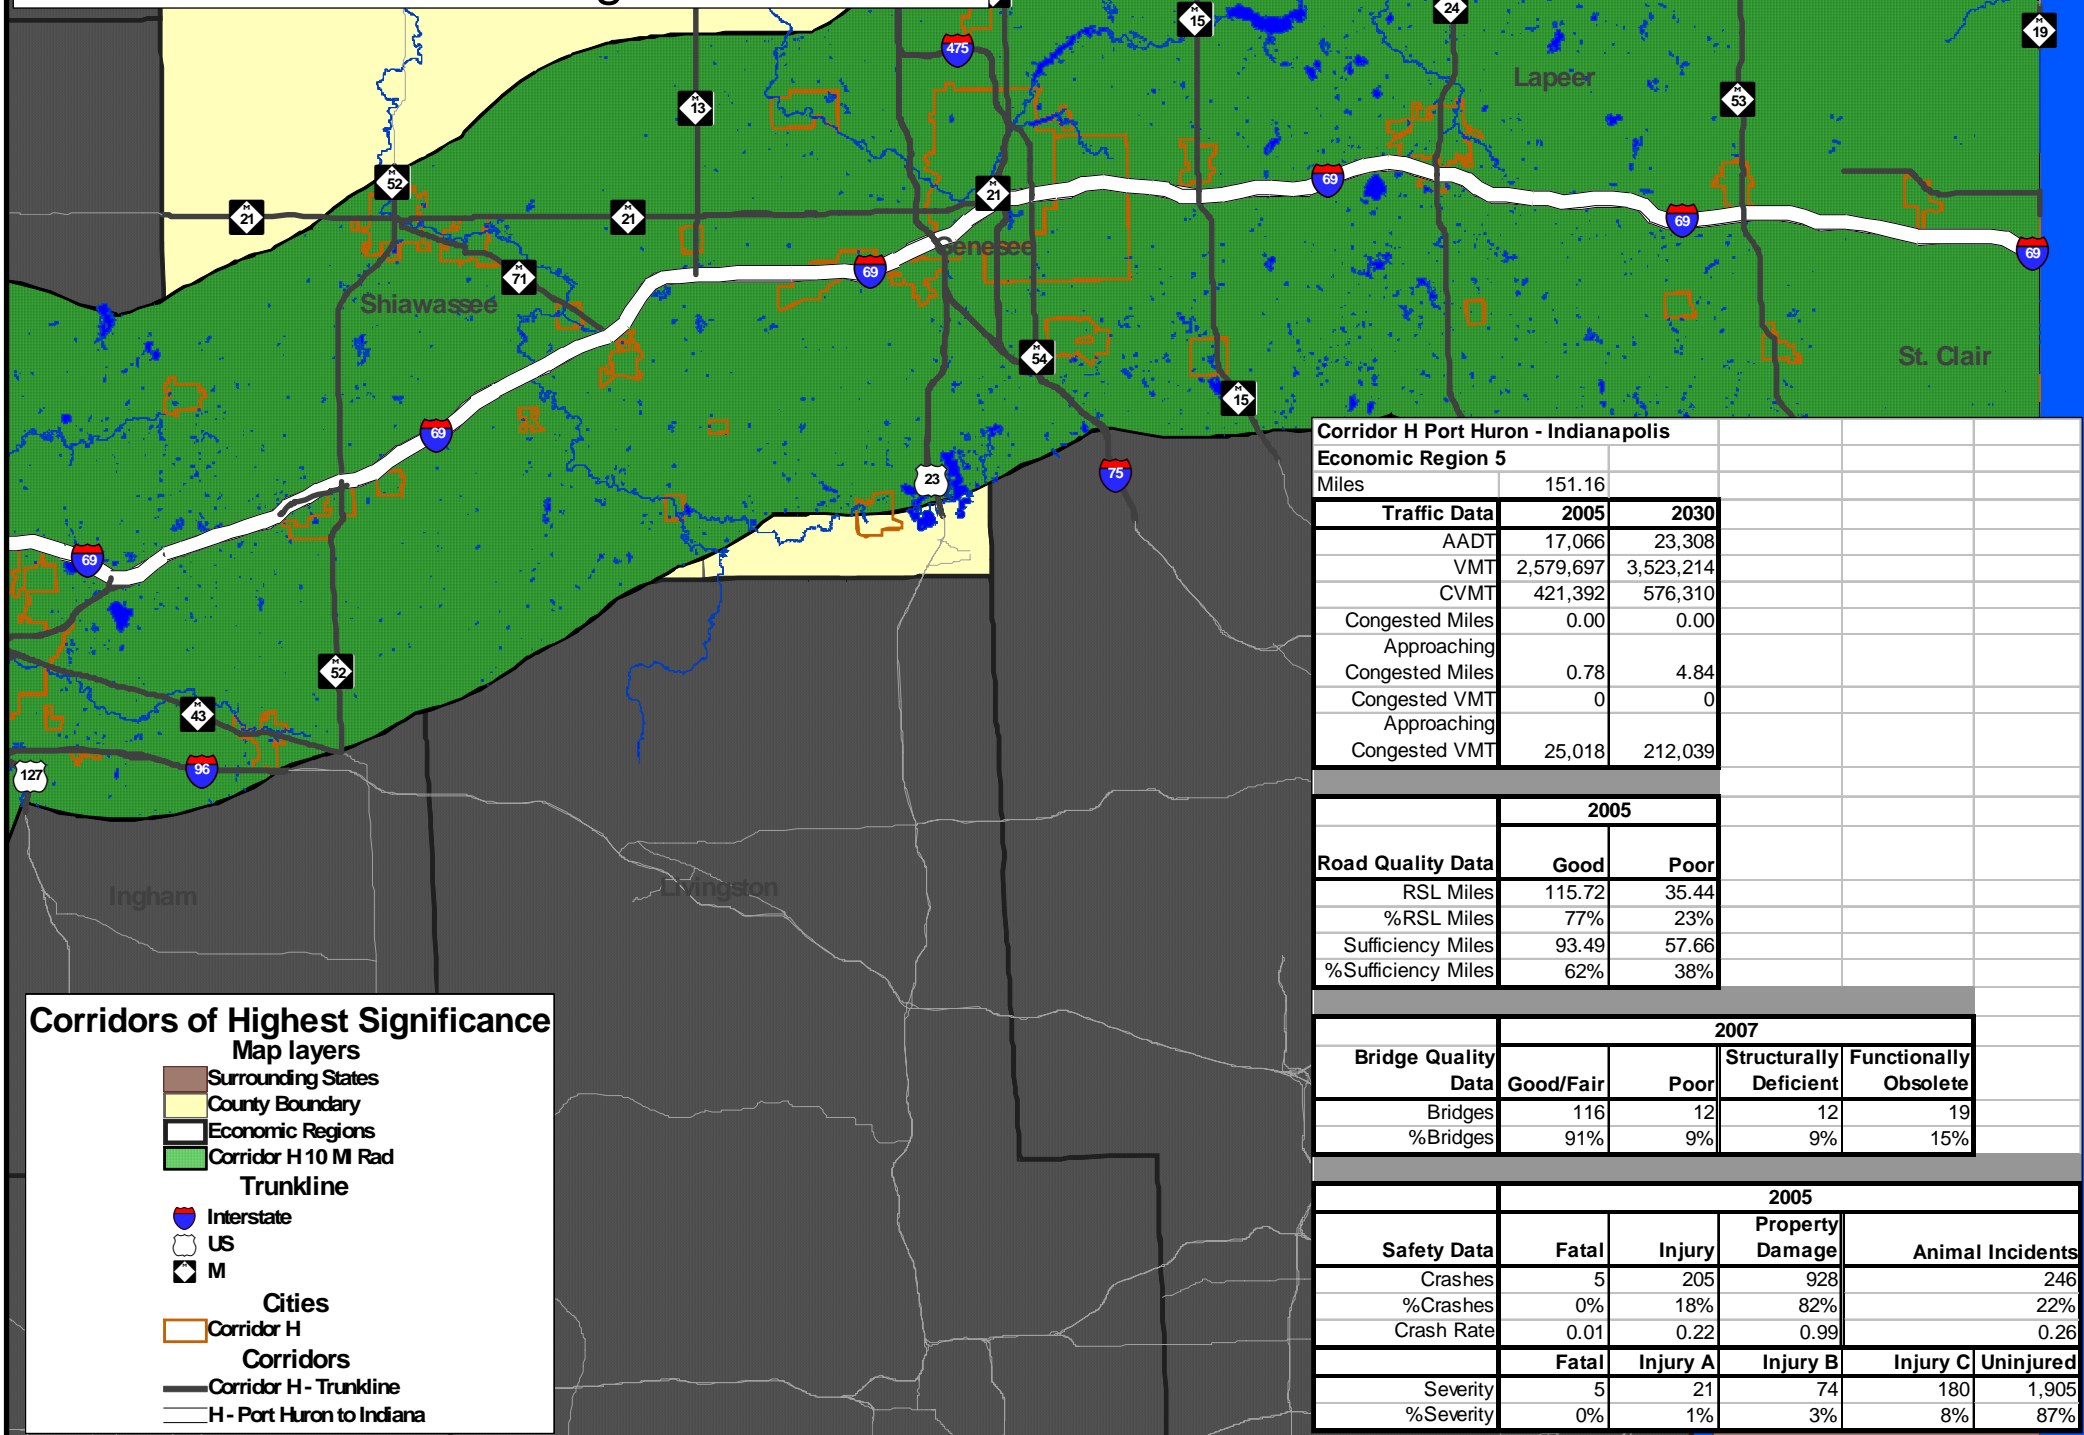 M 15
24
M 19
475
Lapeer
M 13
M 53
M 52
69
M 21
M 21
M 21
69
Genesee
69
69
M 71
Shiawassee
M 54
St. Clair
M 15
69
23
75
69
M 52
M 43
96
127
Ingham
Livingston
Corridor H Port Huron - Indianapolis
Economic Region 5
Miles 151.16
Traffic Data 2005 2030
AADT 17,066 23,308
VMT 2,579,697 3,523,214
CVMT 421,392 576,310
Congested Miles 0.00 0.00
Approaching
Congested Miles 0.78 4.84
Congested VMT 0 0
Approaching
Congested VMT 25,018 212,039
2005
Road Quality Data Good Poor
RSL Miles 115.72 35.44
%RSL Miles 77% 23%
Sufficiency Miles 93.49 57.66
%Sufficiency Miles 62% 38%
2007
Bridge Quality Structurally Functionally
Data Good/Fair Poor Deficient Obsolete
Bridges 116 12 12 19
%Bridges 91% 9% 9% 15%
2005
Property
Safety Data Fatal Injury Damage Animal Incidents
Crashes 5 205 928 246
%Crashes 0% 18% 82% 22%
Crash Rate 0.01 0.22 0.99 0.26
Fatal Injury A Injury B Injury C Uninjured
Severity 5 21 74 180 1,905
%Severity 0% 1% 3% 8% 87%
Corridors of Highest Significance
Map layers
Surrounding States
County Boundary
Economic Regions
Corridor H 10 MI Rad
Trunkline
Interstate
US
M
Cities
Corridor H
Corridors
Corridor H - Trunkline
H - Port Huron to Indiana